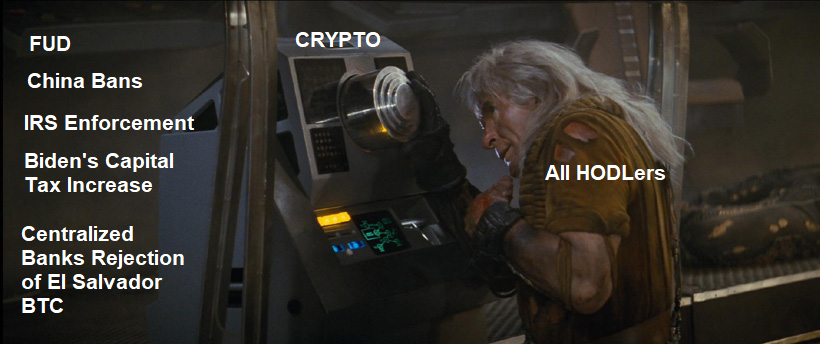 FUD
China Bans
IRS Enforcement
Biden's Capital
Tax Increase
Centralized
Banks Rejection
of El Salvador
BTC
CRYPTO
All HODLers